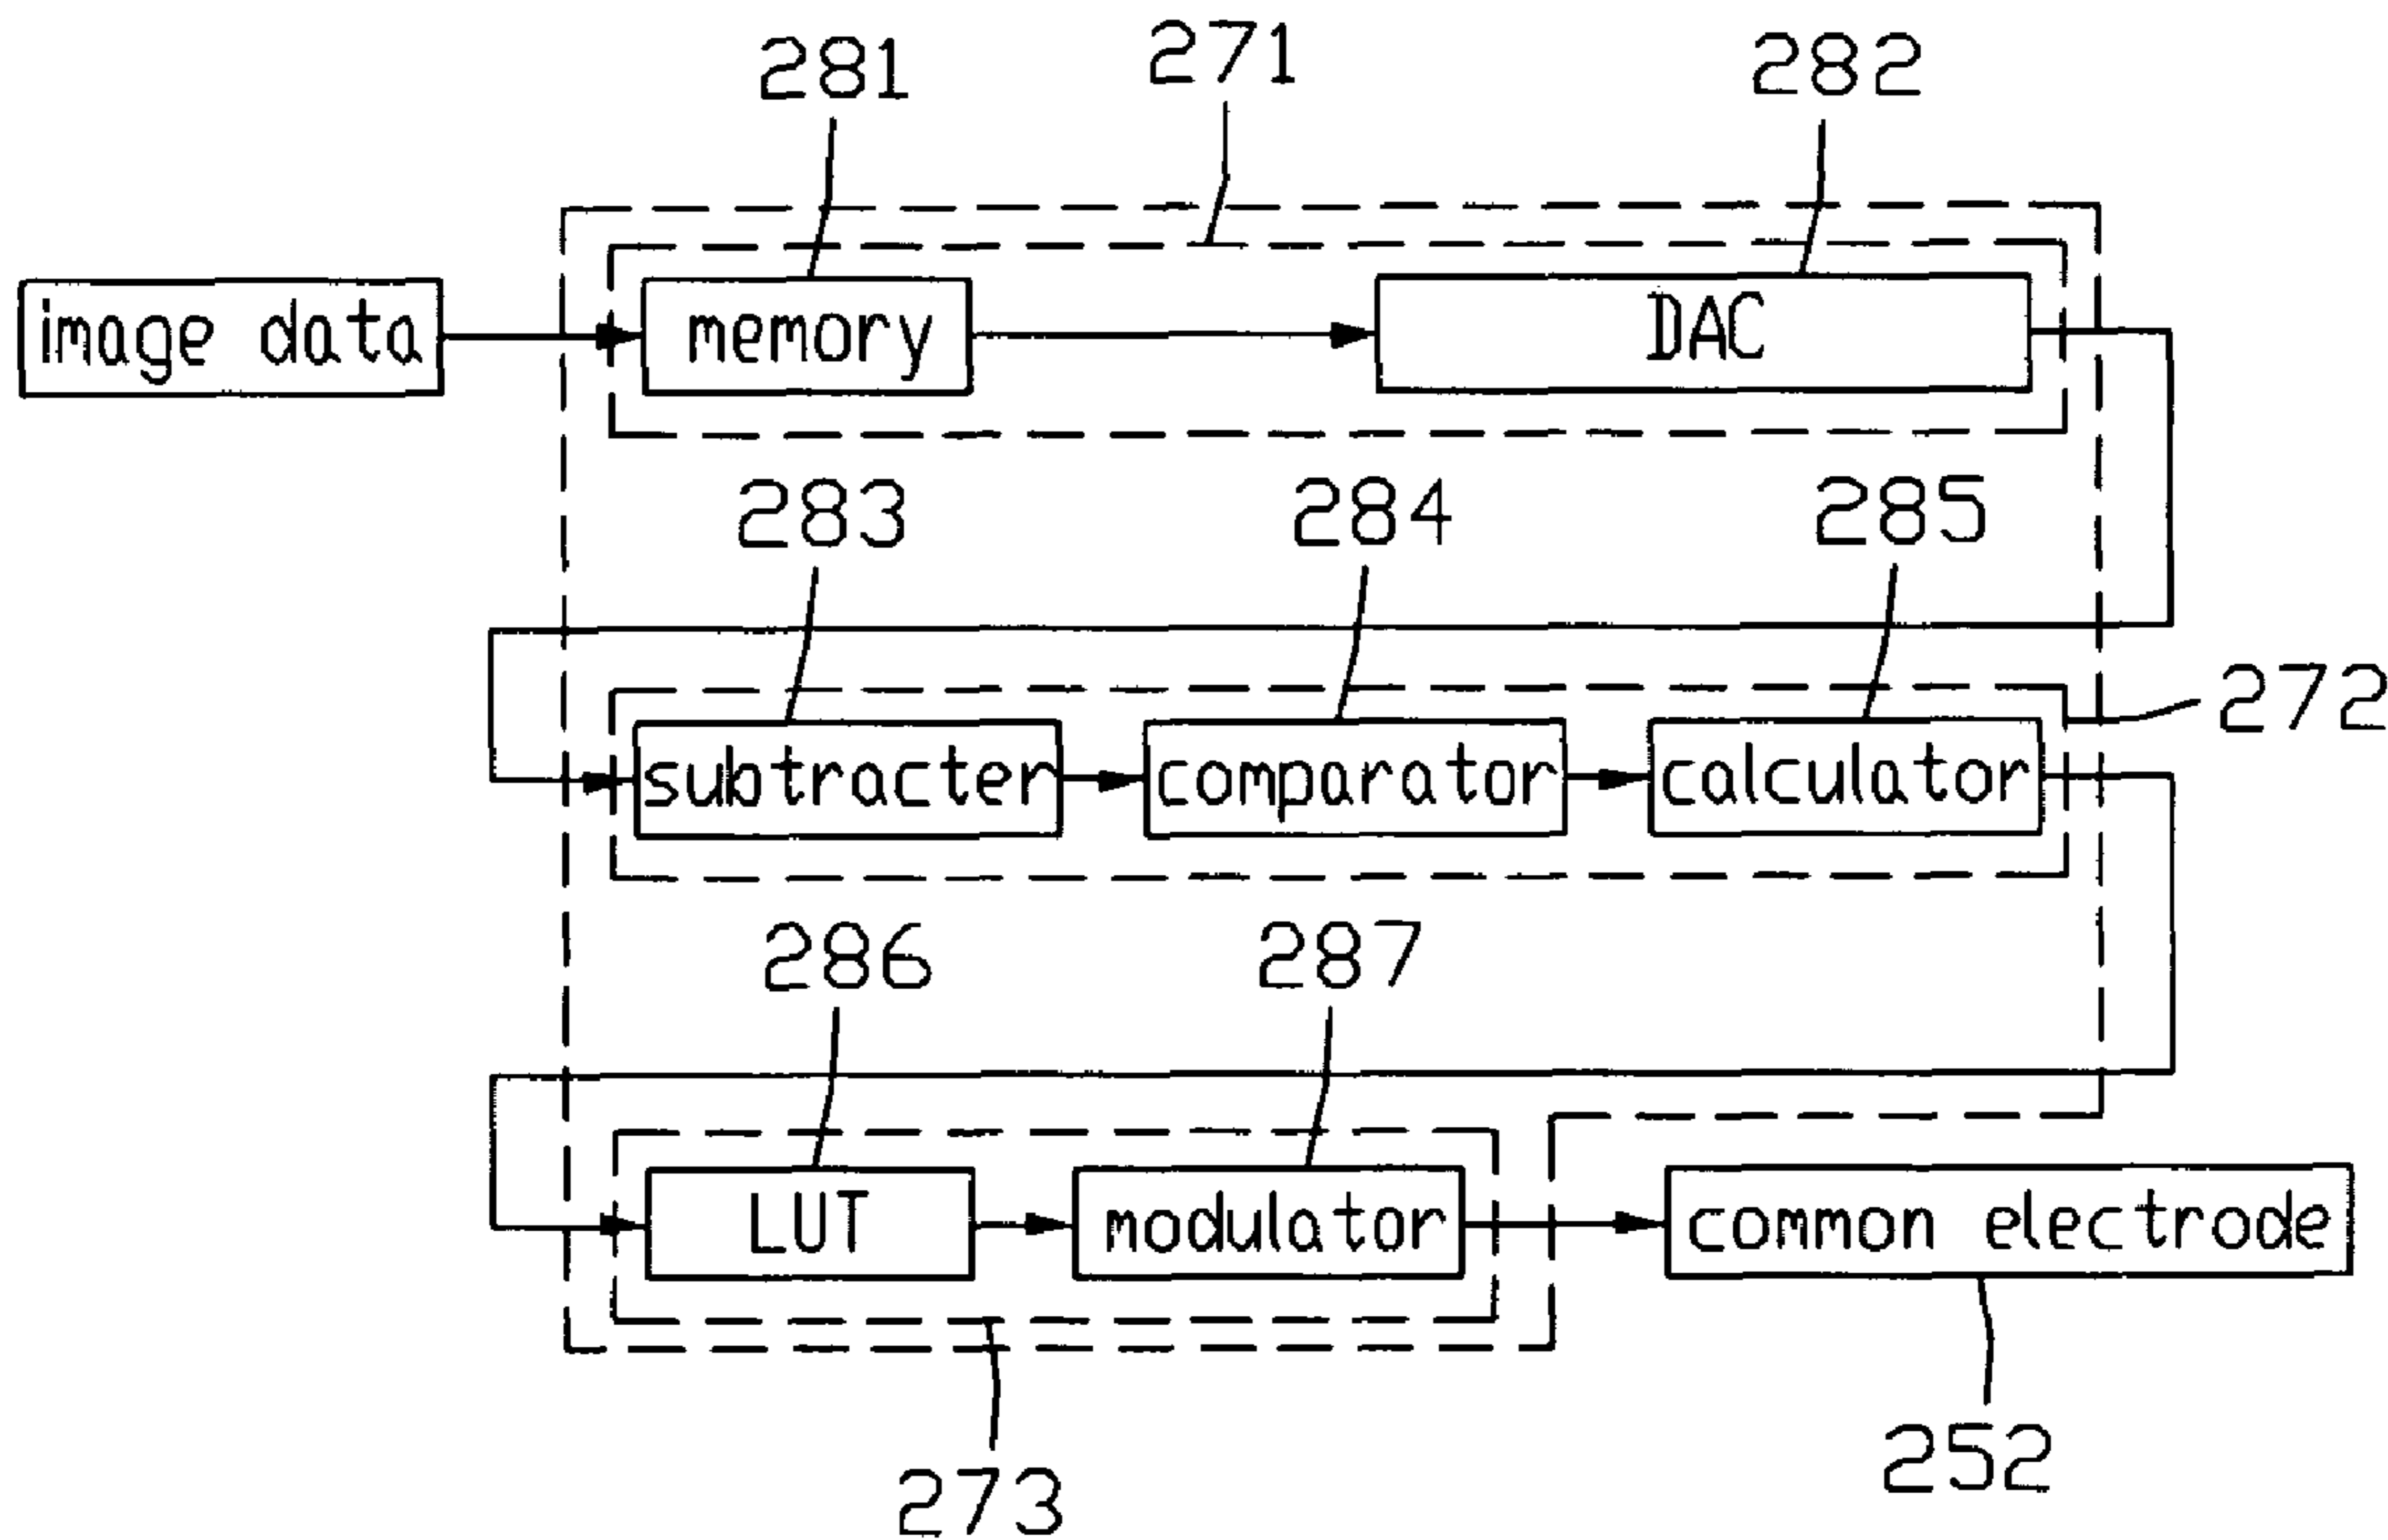 281 271 282
image data memory DAC
283 284 285
272
subtracter comparator calculator
286 287
LUT modulator common electrode
252
273